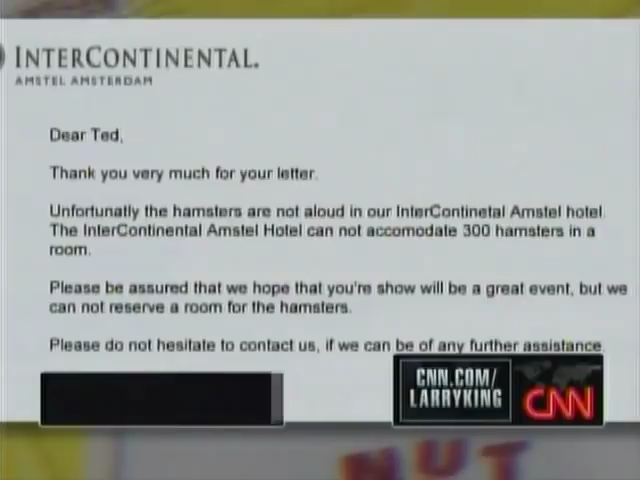 INTERCONTINENTAL.
AMSTEL AMSTERDAM
Dear Ted,
Thank you very much for your letter.
Unfortunatly the hamsters are not aloud in our InterContinetal Amstel hotel.
The InterContinental Amstel Hotel can not accomodate 300 hamsters in a
room.
Please be assured that we hope that you're show will be a great event, but we
can not reserve a room for the hamsters.
Please do not hesitate to contact us, if we can be of any further assistance.
CNN.COM/
LARRYKING
CNN
NUT